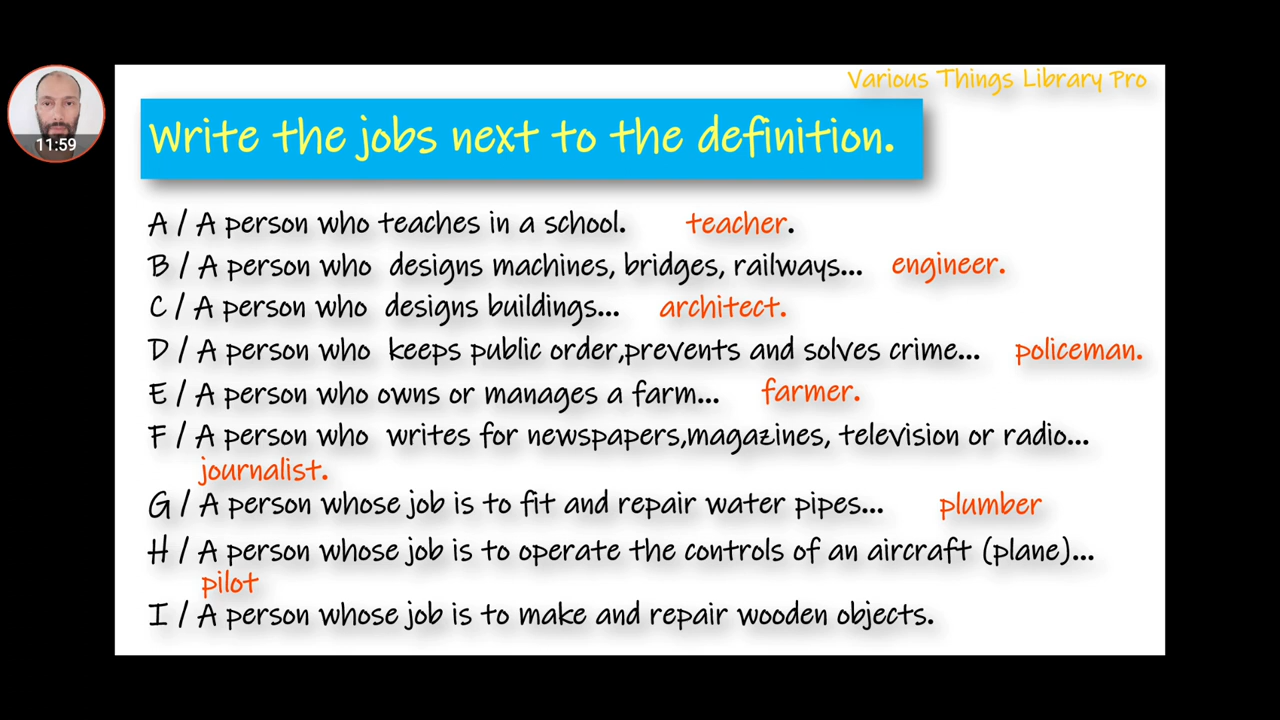 Various Things Library Pro
11:59
Write the jobs next to the definition.
A / A person who teaches in a school. teacher.
B / A person who designs machines, bridges, railways... engineer.
C / A person who designs buildings... architect.
D / A person who keeps public order,prevents and solves crime... policeman.
E / A person who owns or manages a farm... farmer.
F / A person who writes for newspapers,magazines, television or radio...
journalist.
G / A person whose job is to fit and repair water pipes... plumber
H / A person whose job is to operate the controls of an aircraft (plane)...
pilot
I / A person whose job is to make and repair wooden objects.